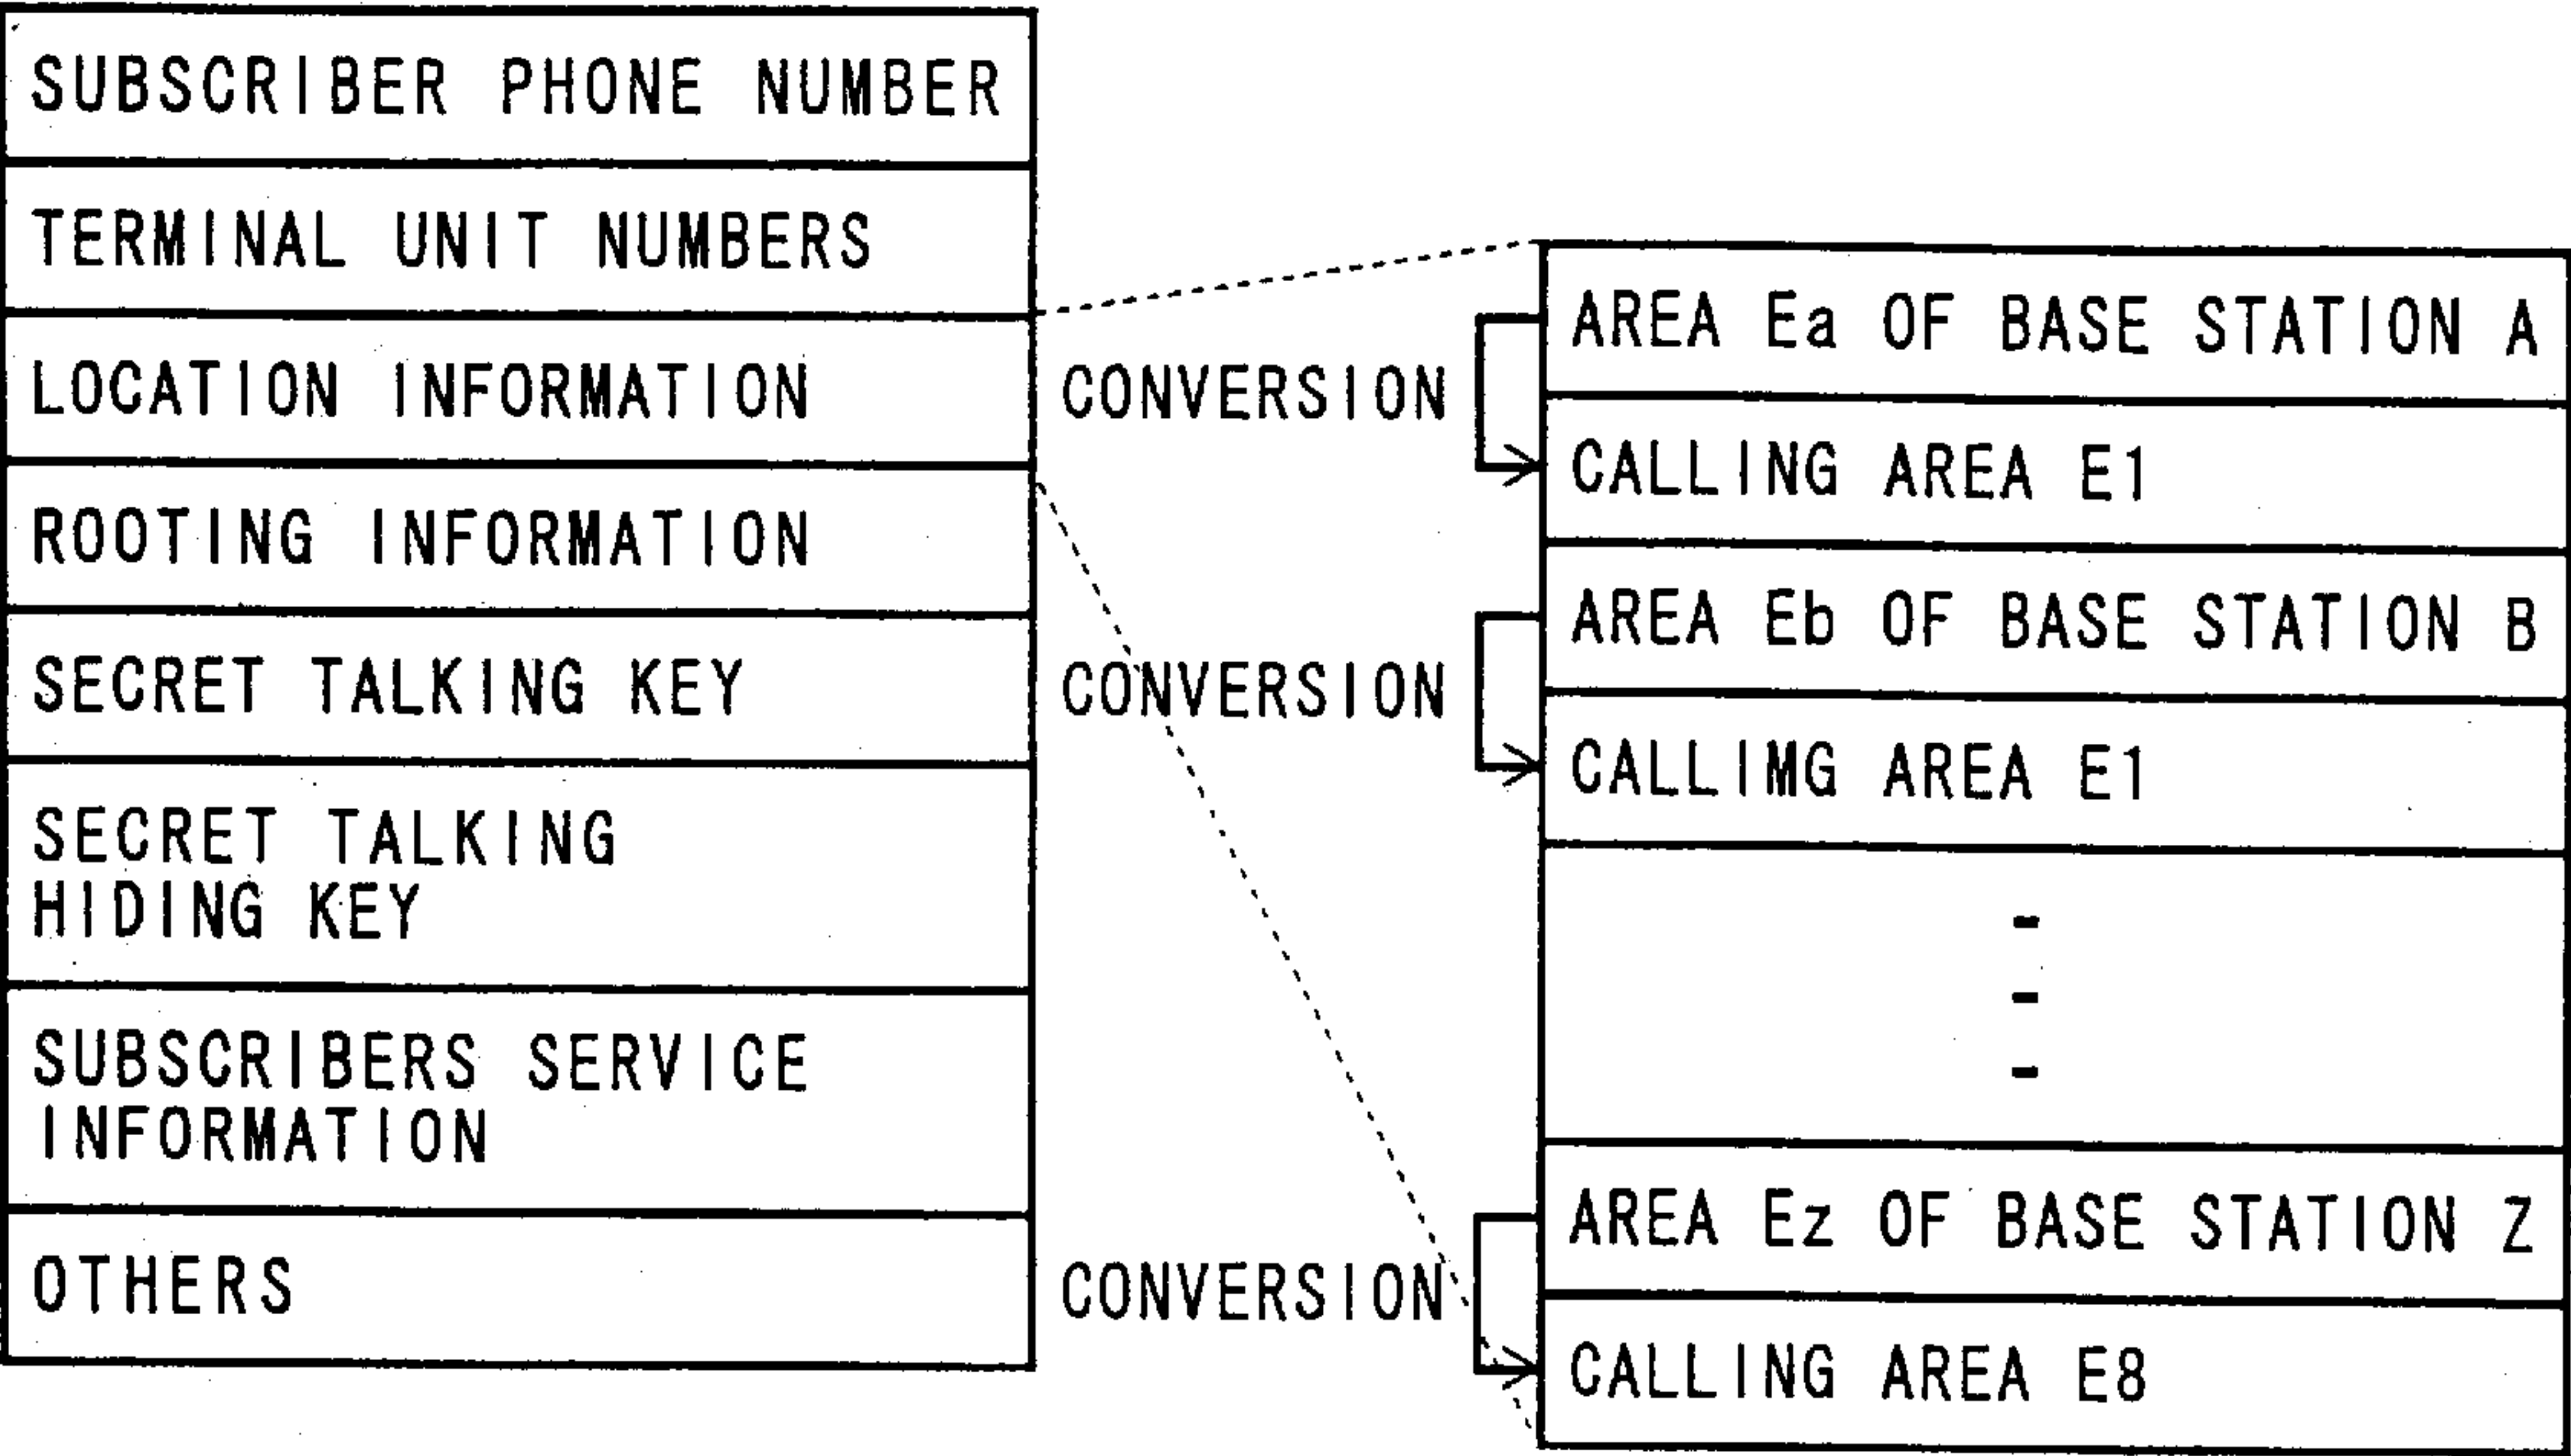 SUBSCRIBER PHONE NUMBER
TERMINAL UNIT NUMBERS
LOCATION INFORMATION
ROOTING INFORMATION
SECRET TALKING KEY
SECRET TALKING
HIDING KEY
SUBSCRIBERS SERVICE
INFORMATION
OTHERS
CONVERSION
CONVERSION
CONVERSION
AREA Ea OF BASE STATION A
CALLING AREA E1
AREA Eb OF BASE STATION B
CALLIMG AREA E1
AREA Ez OF BASE STATION Z
CALLING AREA E8